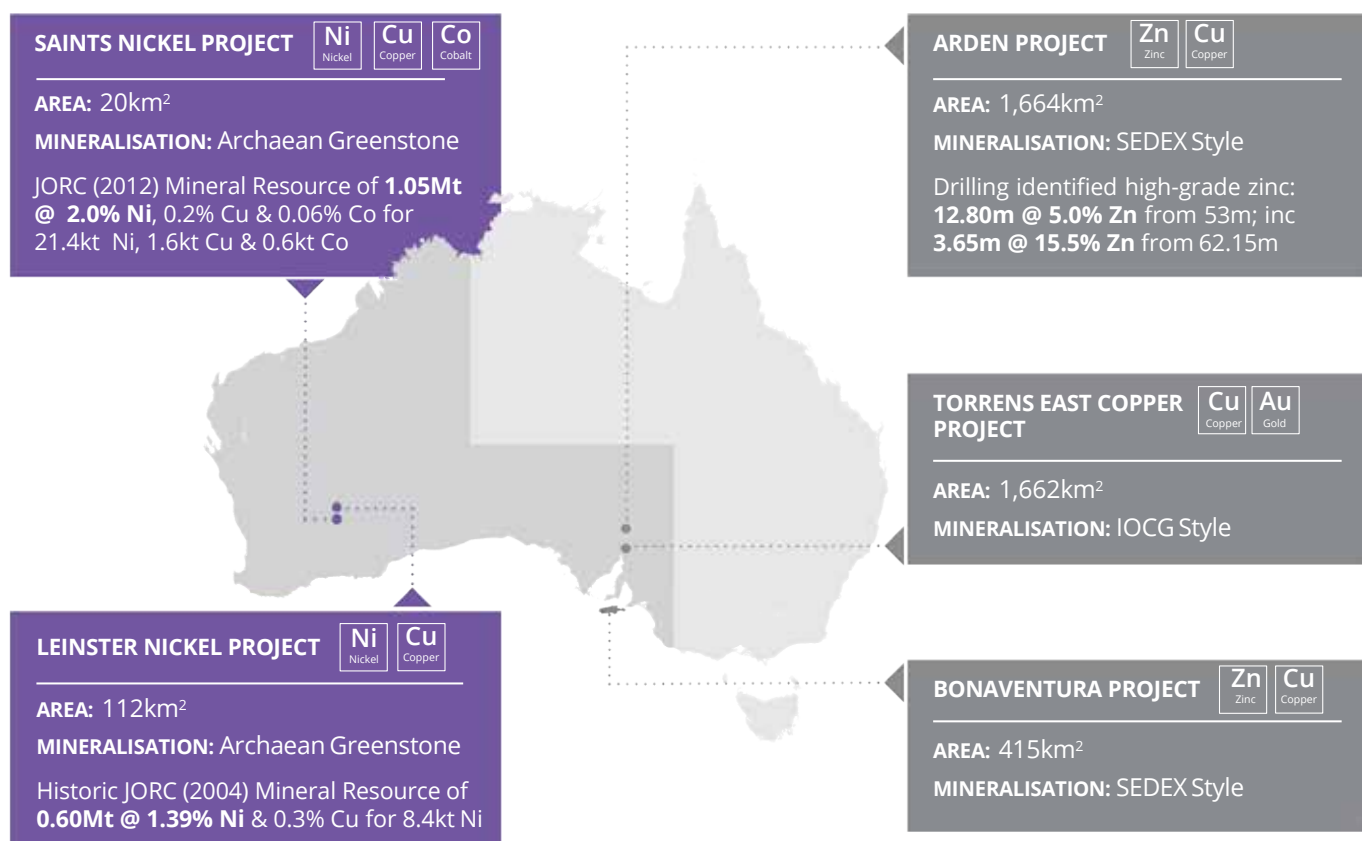 SAINTS NICKEL PROJECT
Ni
Nickel
Cu
Copper
Co
Cobalt
AREA: 20km²
MINERALISATION: Archaean Greenstone
JORC (2012) Mineral Resource of 1.05Mt
@ 2.0% Ni, 0.2% Cu & 0.06% Co for
21.4kt Ni, 1.6kt Cu & 0.6kt Co
LEINSTER NICKEL PROJECT
Ni
Nickel
Cu
Copper
AREA: 112km²
MINERALISATION: Archaean Greenstone
Historic JORC (2004) Mineral Resource of
0.60Mt @ 1.39% Ni & 0.3% Cu for 8.4kt Ni
ARDEN PROJECT
Zn
Zinc
Cu
Copper
AREA: 1,664km²
MINERALISATION: SEDEX Style
Drilling identified high-grade zinc:
12.80m @ 5.0% Zn from 53m; inc
3.65m @ 15.5% Zn from 62.15m
TORRENS EAST COPPER
PROJECT
Cu
Copper
Au
Gold
AREA: 1,662km²
MINERALISATION: IOCG Style
BONAVENTURA PROJECT
Zn
Zinc
Cu
Copper
AREA: 415km²
MINERALISATION: SEDEX Style